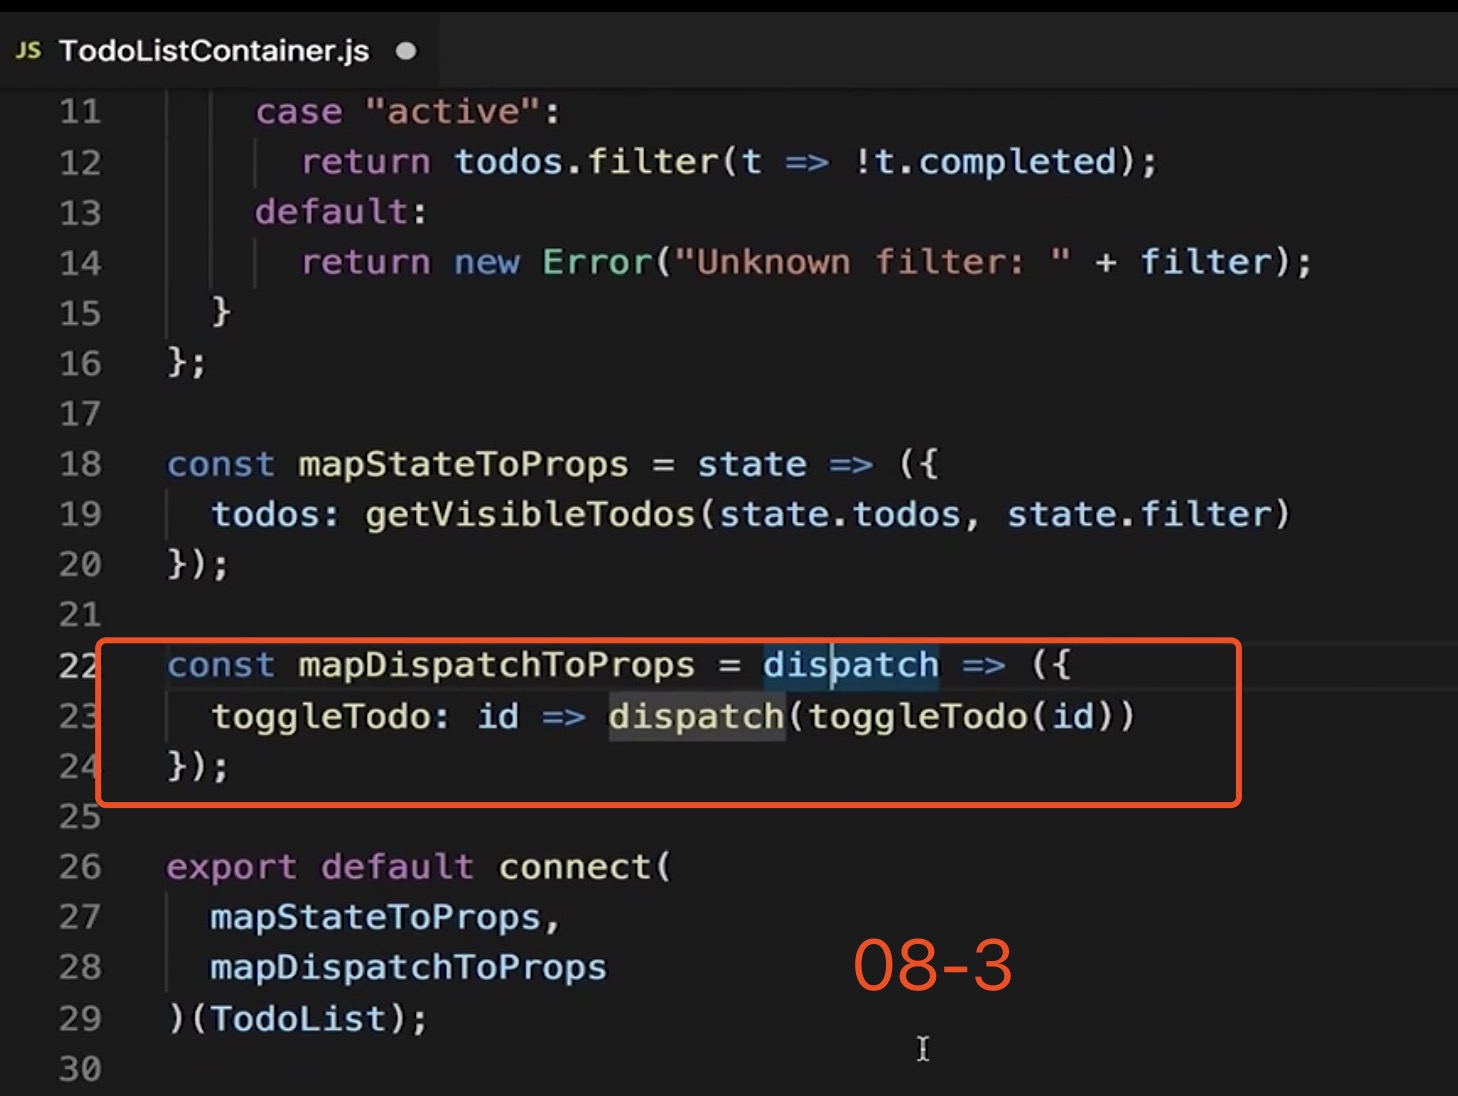 JS TodoListContainer.js
11 case "active":
12 return todos.filter(t => !t.completed);
13 default:
14 return new Error("Unknown filter: " + filter);
15 }
16 };
17
18 const mapStateToProps = state => ({
19 todos: getVisibleTodos(state.todos, state.filter)
20 });
21
22 const mapDispatchToProps = dispatch => ({
23 toggleTodo: id => dispatch(toggleTodo(id))
24 });
25
26 export default connect(
27 mapStateToProps,
28 mapDispatchToProps
08-3
29 )(TodoList);
30